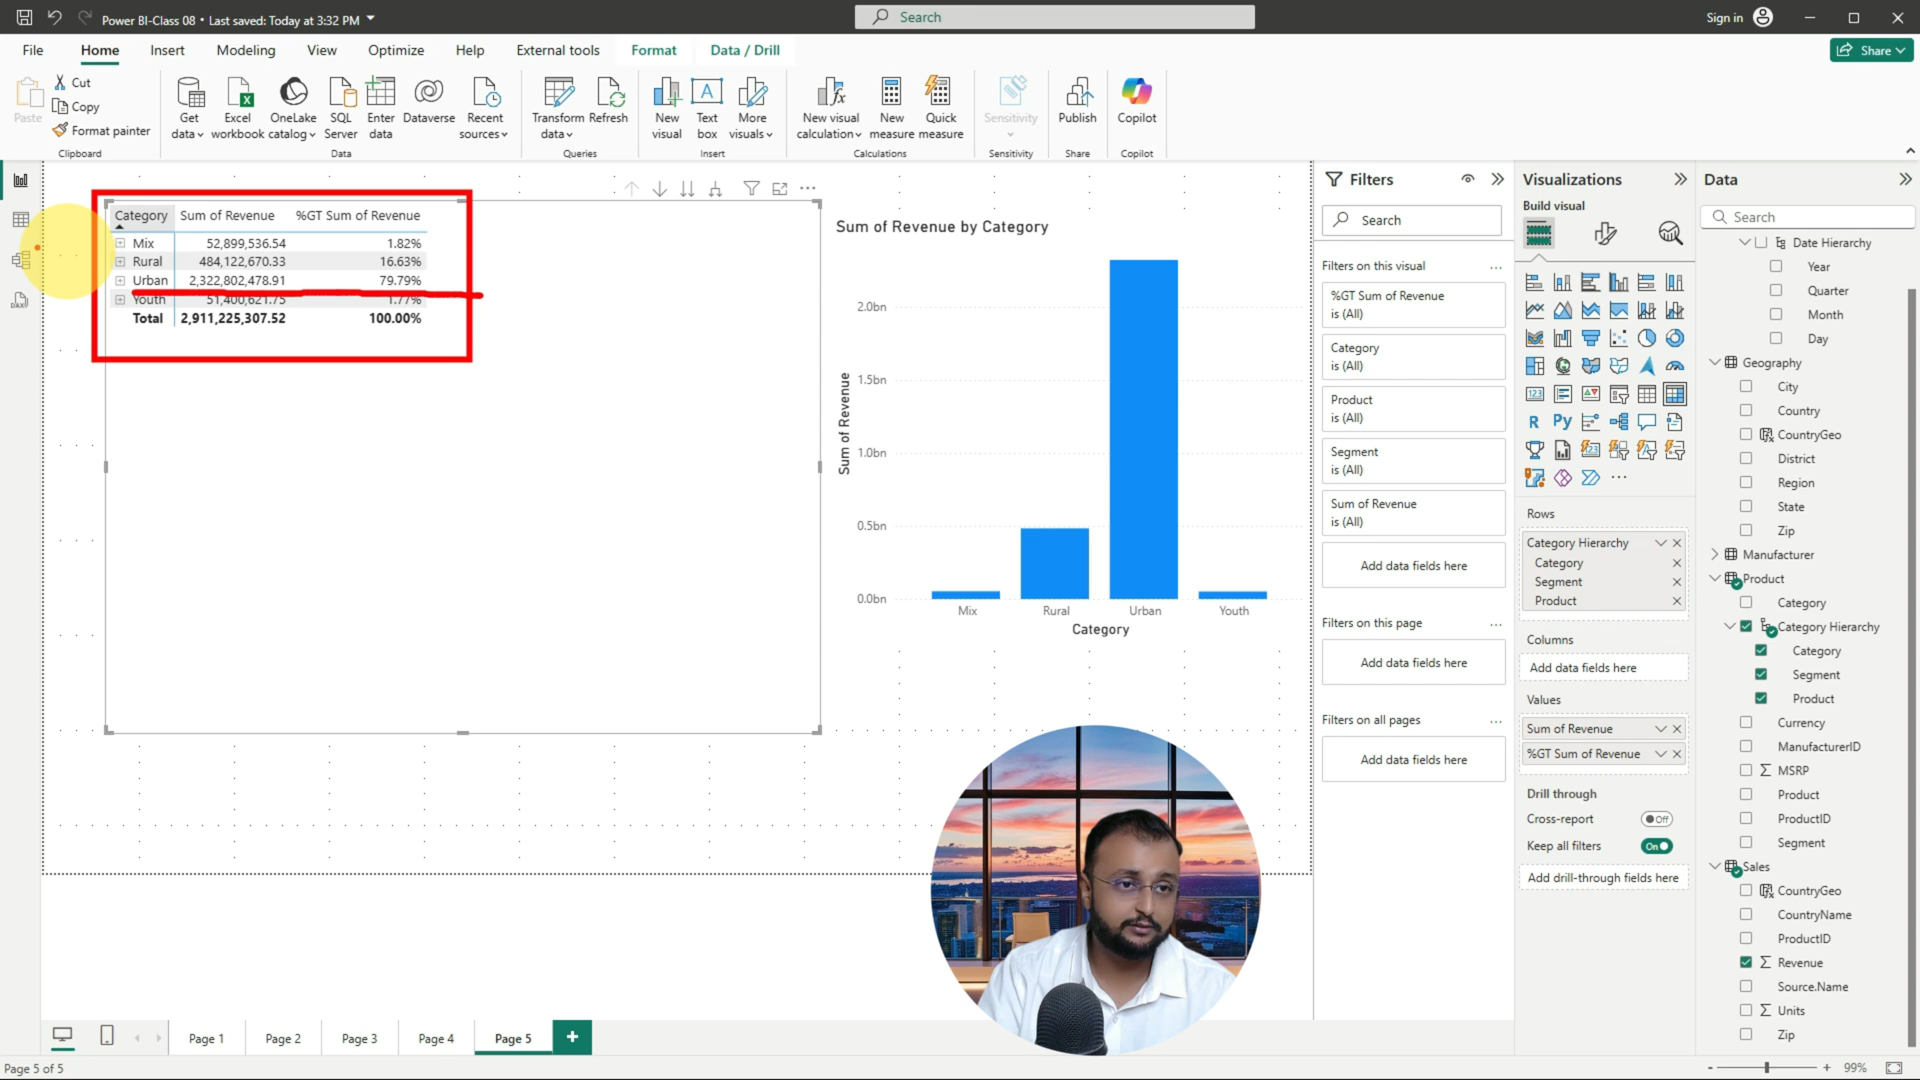 Power BI-Class 08 • Last saved: Today at 3:32 PM
Search
Sign in
File
Home
Insert
Modeling
View
Optimize
Help
External tools
Format
Data / Drill
Share
Paste
Cut
Copy
Format painter
Clipboard
Get data
Excel workbook
OneLake catalog
SQL Server
Enter data
Dataverse
Recent sources
Data
Transform data
Refresh
Queries
New visual
Text box
More visuals
Insert
New visual calculation
New measure
Quick measure
Calculations
Sensitivity
Sensitivity
Publish
Share
Copilot
Copilot
Category Sum of Revenue %GT Sum of Revenue
Mix 52,899,536.54 1.82%
Rural 484,122,670.33 16.63%
Urban 2,322,802,478.91 79.79%
Youth 51,400,621.75 1.77%
Total 2,911,225,307.52 100.00%
Sum of Revenue by Category
Sum of Revenue
2.0bn
1.5bn
1.0bn
0.5bn
0.0bn
Mix Rural Urban Youth
Category
Filters
Search
Filters on this visual
%GT Sum of Revenue
is (All)
Category
is (All)
Product
is (All)
Segment
is (All)
Sum of Revenue
is (All)
Add data fields here
Filters on this page
Add data fields here
Filters on all pages
Add data fields here
Visualizations
Build visual
123
R Py
Rows
Category Hierarchy
Category
Segment
Product
Columns
Add data fields here
Values
Sum of Revenue
%GT Sum of Revenue
Drill through
Cross-report Off
Keep all filters On
Add drill-through fields here
Data
Search
Date Hierarchy
Year
Quarter
Month
Day
Geography
City
Country
CountryGeo
District
Region
State
Zip
Manufacturer
Product
Category
Category Hierarchy
Category
Segment
Product
Currency
ManufacturerID
MSRP
Product
ProductID
Segment
Sales
CountryGeo
CountryName
ProductID
Revenue
Source.Name
Units
Zip
Page 1
Page 2
Page 3
Page 4
Page 5
Page 5 of 5
99%